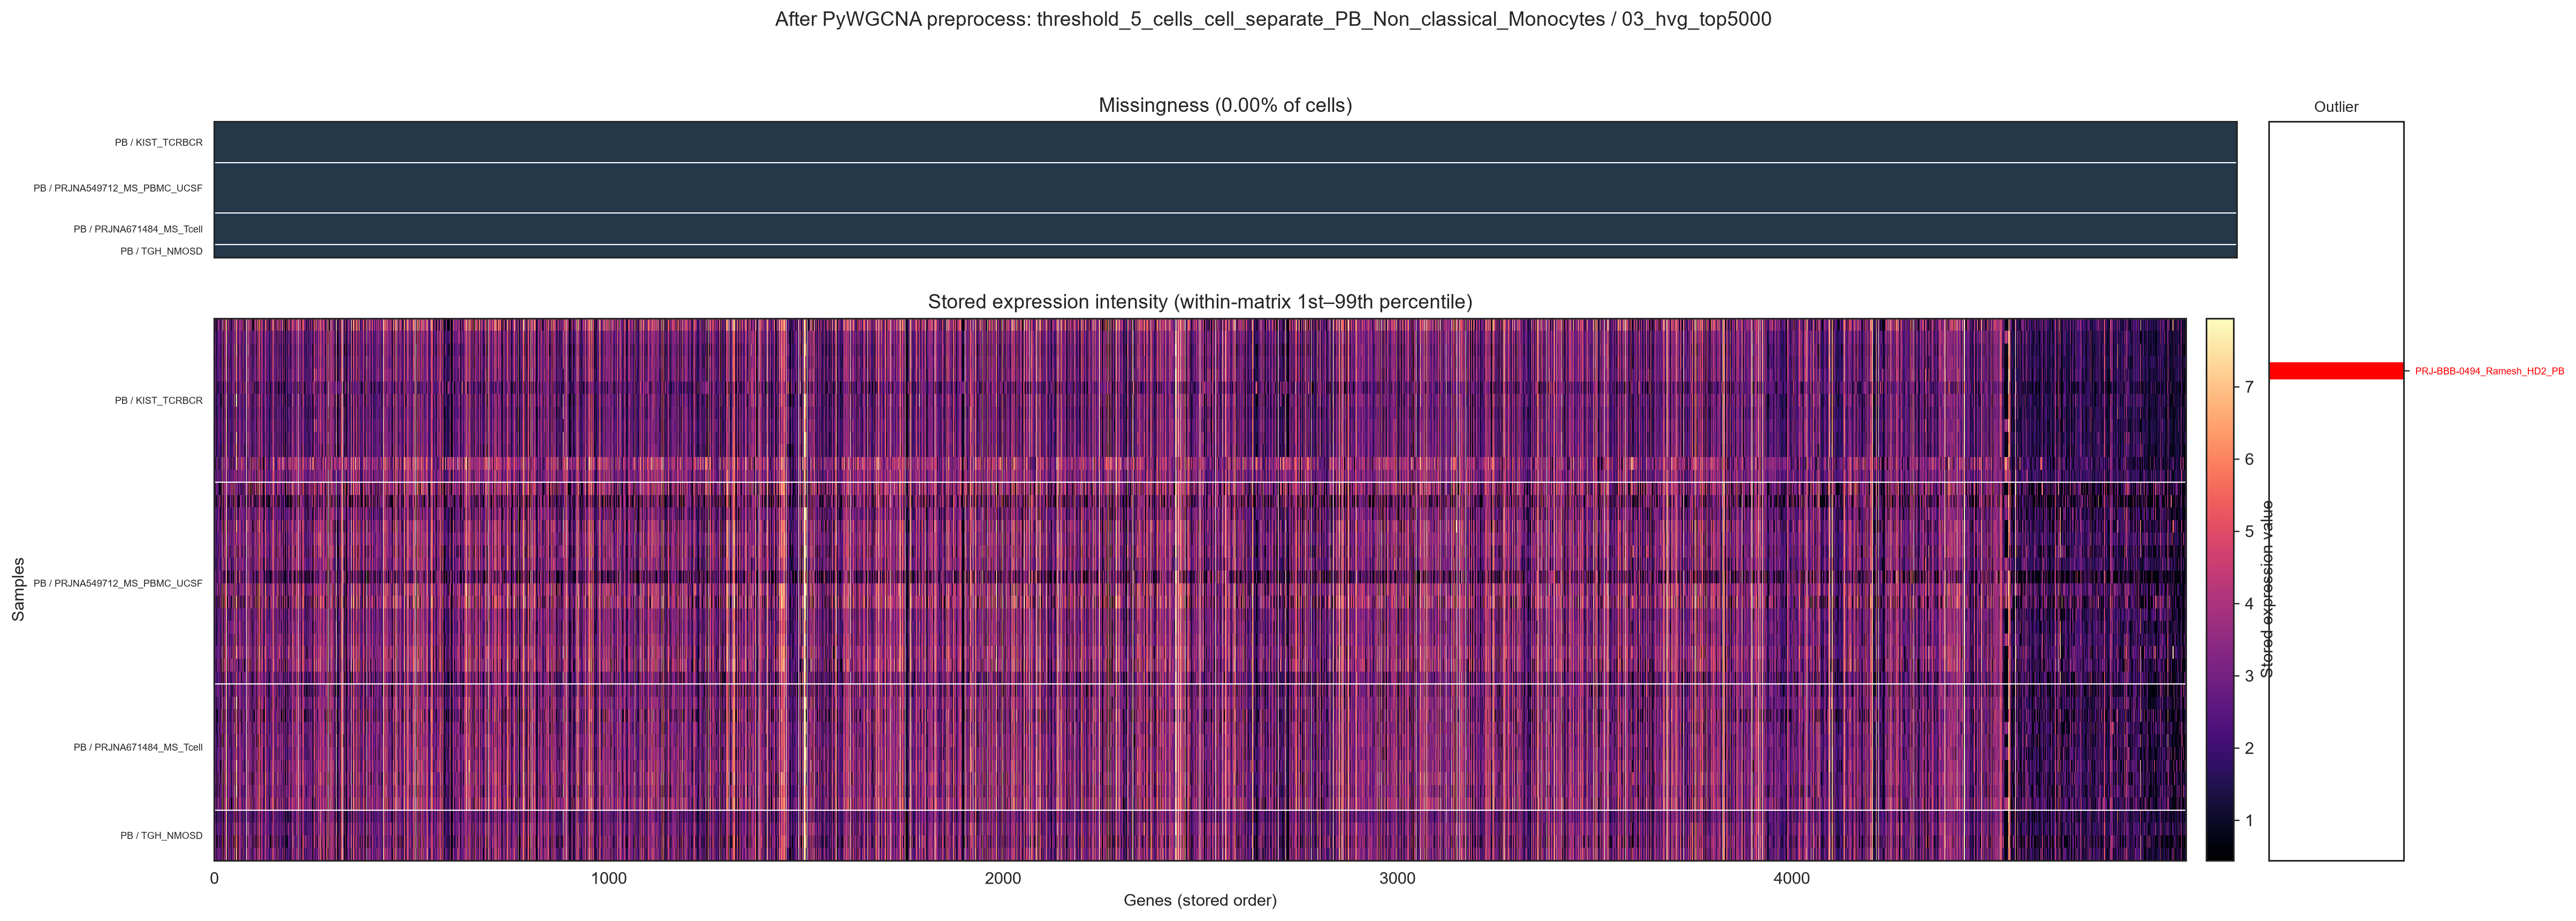 After PyWGCNA preprocess: threshold_5_cells_cell_separate_PB_Non_classical_Monocytes / 03_hvg_top5000
Missingness (0.00% of cells)
Outlier
PB / KIST_TCRBCR
PB / PRJNA549712_MS_PBMC_UCSF
PB / PRJNA671484_MS_Tcell
PB / TGH_NMOSD
Stored expression intensity (within-matrix 1st–99th percentile)
PRJ-BBB-0494_Ramesh_HD2_PB
Samples
PB / KIST_TCRBCR
PB / PRJNA549712_MS_PBMC_UCSF
PB / PRJNA671484_MS_Tcell
PB / TGH_NMOSD
7
6
5
4
3
2
1
Stored expression value
0 1000 2000 3000 4000
Genes (stored order)